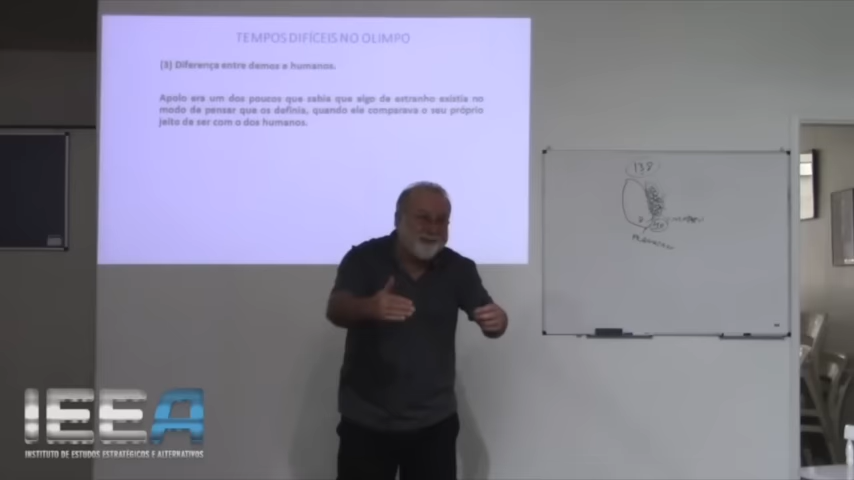 TEMPOS DIFÍCEIS NO OLIMPO
(3) Diferença entre demos e humanos.
Apolo era um dos poucos que sabia que algo de estranho existia no
modo de pensar que os definia, quando ele comparava o seu próprio
jeito de ser com o dos humanos.
138
IEEA
INSTITUTO DE ESTUDOS ESTRATÉGICOS E ALTERNATIVOS